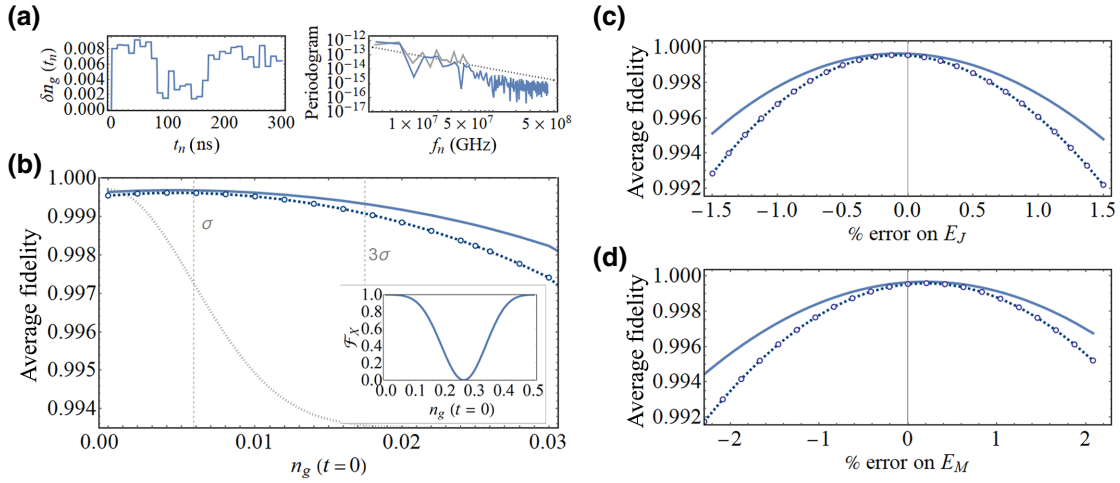 (a)
δn_g (t_n)
0.008
0.006
0.004
0.002
0.000
0 100 200 300
t_n (ns)
Periodogram
10^−12
10^−13
10^−14
10^−15
10^−16
10^−17
1 × 10^7 5 × 10^7 5 × 10^8
f_n (GHz)
(b)
Average fidelity
1.000
0.999
0.998
0.997
0.996
0.995
0.994
σ
3σ
0.00 0.01 0.02 0.03
n_g (t = 0)
ℱ_X
1.0
0.8
0.6
0.4
0.2
0.0
0.0 0.1 0.2 0.3 0.4 0.5
n_g (t = 0)
(c)
Average fidelity
1.000
0.998
0.996
0.994
0.992
−1.5 −1.0 −0.5 0.0 0.5 1.0 1.5
% error on E_J
(d)
Average fidelity
1.000
0.998
0.996
0.994
0.992
−2 −1 0 1 2
% error on E_M